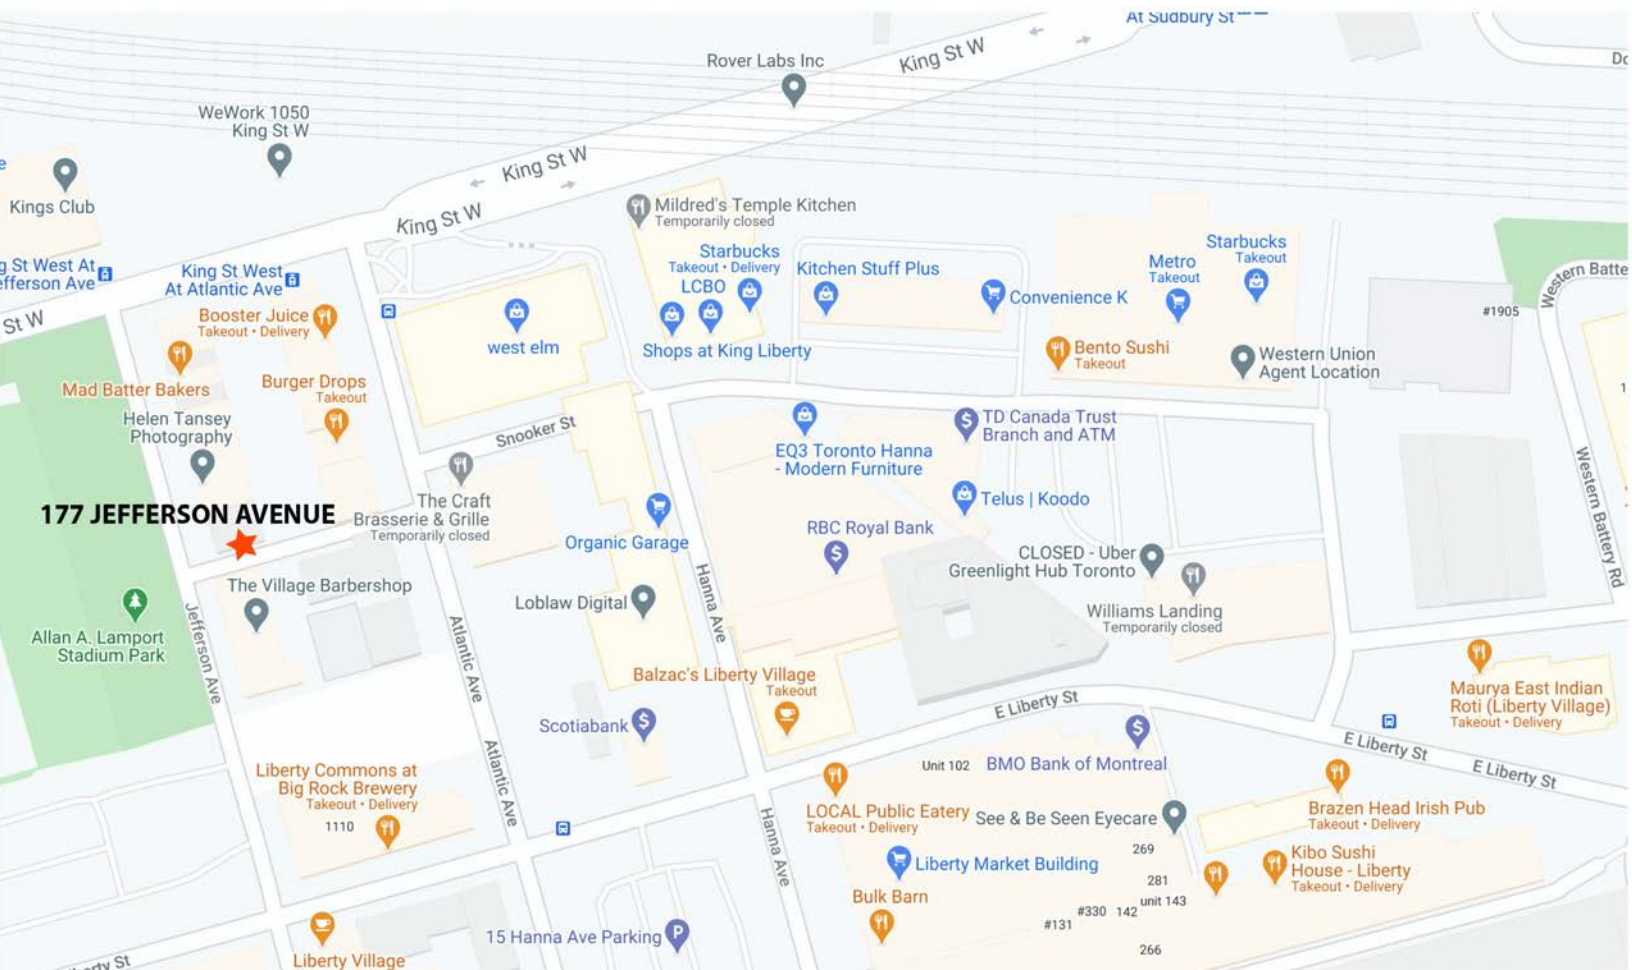 At Sudbury St
King St W
Rover Labs Inc
WeWork 1050
King St W
King St W
Kings Club
King St W
Mildred's Temple Kitchen
Temporarily closed
Starbucks
Takeout • Delivery
LCBO
Shops at King Liberty
Kitchen Stuff Plus
Convenience K
Metro
Takeout
Starbucks
Takeout
Western Batte
#1905
g St West At
efferson Ave
King St West
At Atlantic Ave
St W
Booster Juice
Takeout • Delivery
west elm
Bento Sushi
Takeout
Western Union
Agent Location
Mad Batter Bakers
Burger Drops
Takeout
Helen Tansey
Photography
Snooker St
EQ3 Toronto Hanna
- Modern Furniture
TD Canada Trust
Branch and ATM
Telus | Koodo
Western Battery Rd
177 JEFFERSON AVENUE
The Craft
Brasserie & Grille
Temporarily closed
Organic Garage
RBC Royal Bank
CLOSED - Uber
Greenlight Hub Toronto
The Village Barbershop
Loblaw Digital
Hanna Ave
Williams Landing
Temporarily closed
Allan A. Lamport
Stadium Park
Jefferson Ave
Atlantic Ave
Balzac's Liberty Village
Takeout
Maurya East Indian
Roti (Liberty Village)
Takeout • Delivery
E Liberty St
Scotiabank
Atlantic Ave
Unit 102
BMO Bank of Montreal
E Liberty St
E Liberty St
Liberty Commons at
Big Rock Brewery
Takeout • Delivery
1110
LOCAL Public Eatery
Takeout • Delivery
See & Be Seen Eyecare
Brazen Head Irish Pub
Takeout • Delivery
Hanna Ave
269
Liberty Market Building
Kibo Sushi
House - Liberty
Takeout • Delivery
281
Bulk Barn
unit 143
142
#330
#131
15 Hanna Ave Parking
P
266
Liberty Village
erty St